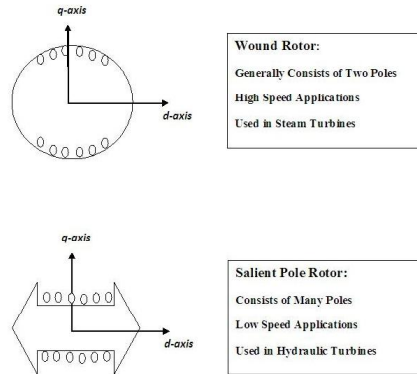 q-axis
d-axis
Wound Rotor:
Generally Consists of Two Poles
High Speed Applications
Used in Steam Turbines
q-axis
d-axis
Salient Pole Rotor:
Consists of Many Poles
Low Speed Applications
Used in Hydraulic Turbines